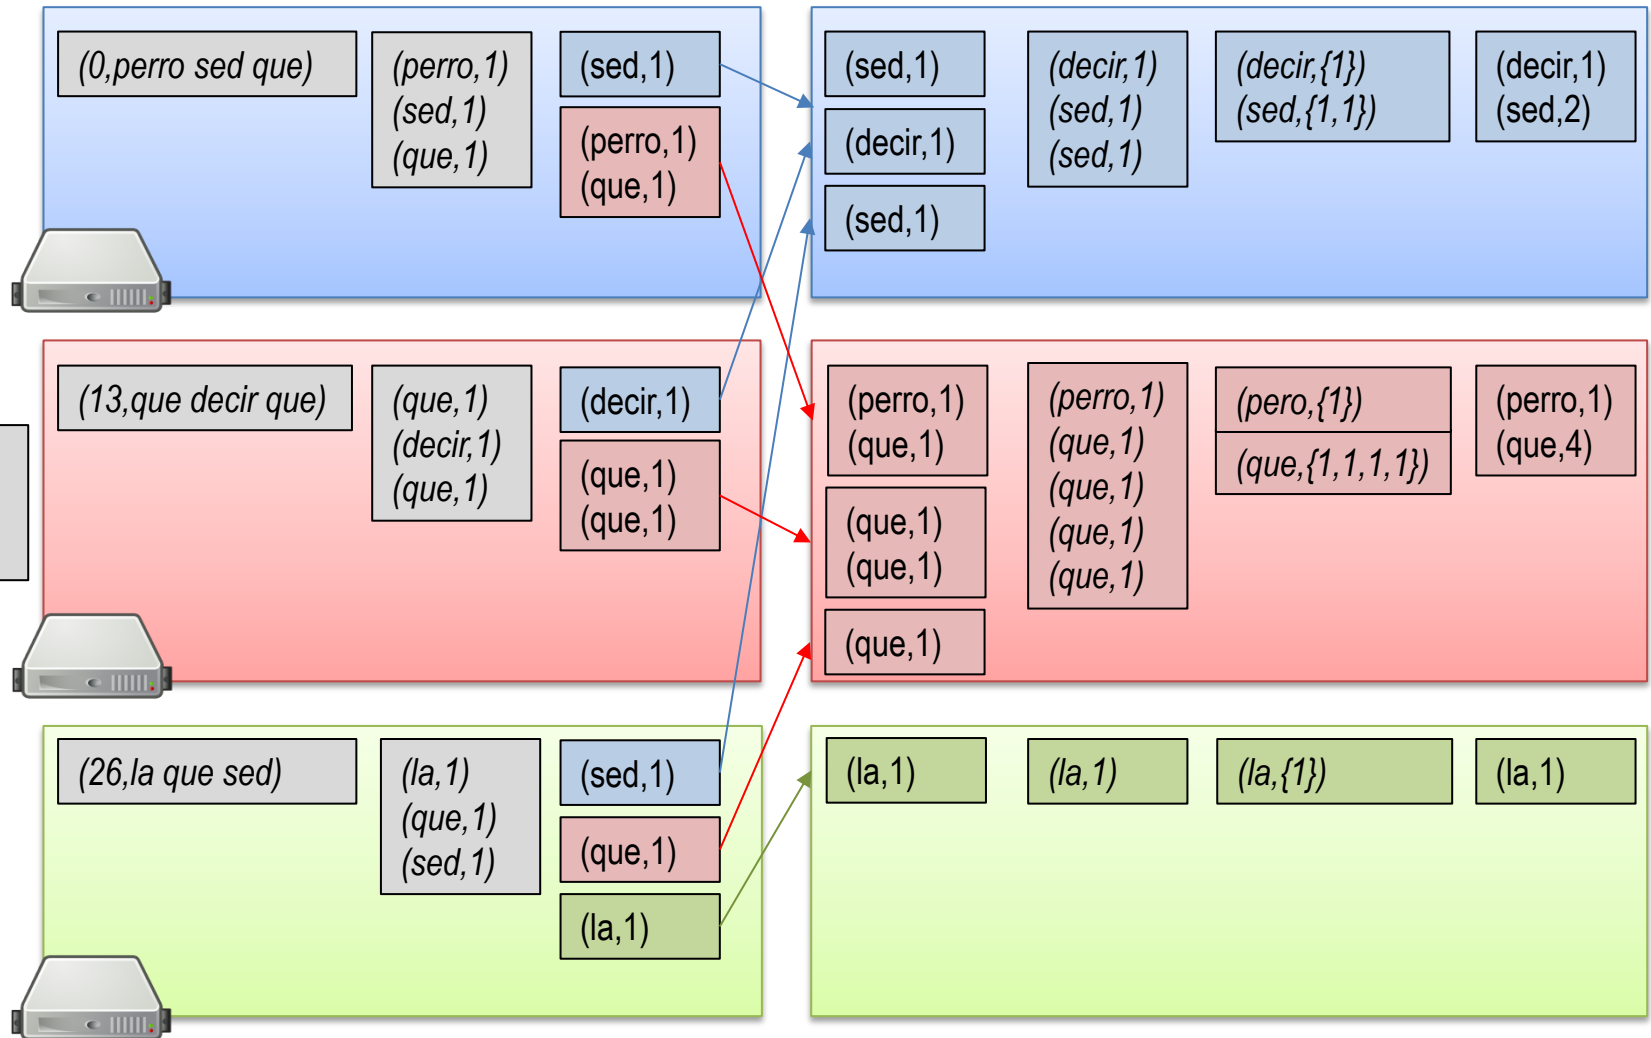 (0,perro sed que)
(perro,1)
(sed,1)
(que,1)
(sed,1)
(perro,1)
(que,1)
(sed,1)
(decir,1)
(sed,1)
(decir,1)
(sed,1)
(sed,1)
(decir,{1})
(sed,{1,1})
(decir,1)
(sed,2)
(13,que decir que)
(que,1)
(decir,1)
(que,1)
(decir,1)
(que,1)
(que,1)
(perro,1)
(que,1)
(que,1)
(que,1)
(que,1)
(perro,1)
(que,1)
(que,1)
(que,1)
(que,1)
(pero,{1})
(que,{1,1,1,1})
(perro,1)
(que,4)
(26,la que sed)
(la,1)
(que,1)
(sed,1)
(sed,1)
(que,1)
(la,1)
(la,1)
(la,1)
(la,{1})
(la,1)